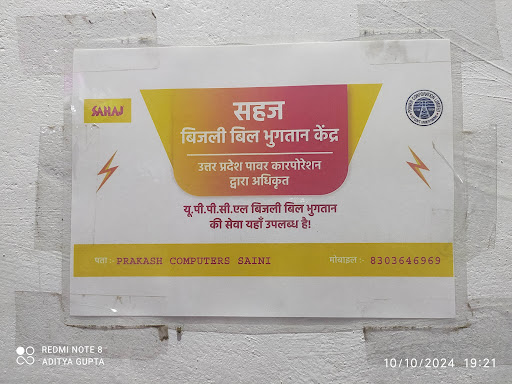 SAHAJ
सहज
बिजली बिल भुगतान केंद्र
उत्तर प्रदेश पावर कारपोरेशन
द्वारा अधिकृत
यू.पी.पी.सी.एल बिजली बिल भुगतान
की सेवा यहाँ उपलब्ध है!
पता:- PRAKASH COMPUTERS SAINI मोबाइल:- 8303646969
REDMI NOTE 8
ADITYA GUPTA
10/10/2024 19:21